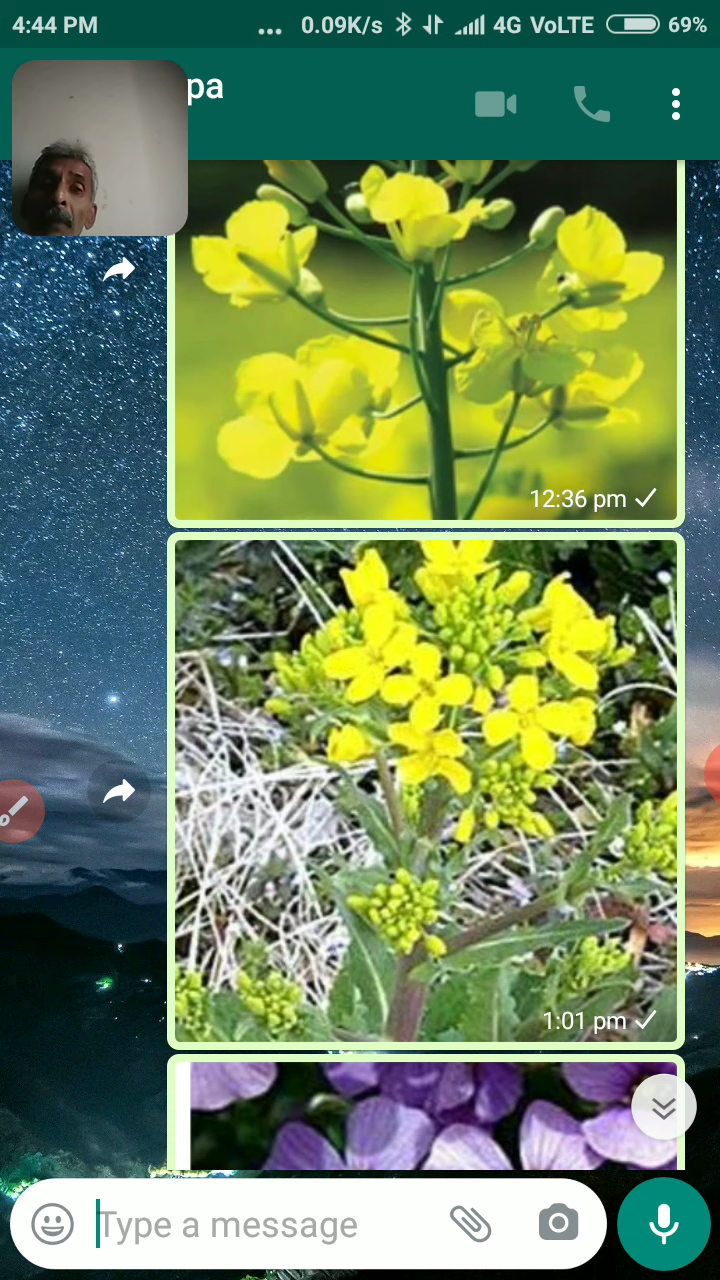 4:44 PM
... 0.09K/s 4G VoLTE 69%
pa
12:36 pm
1:01 pm
Type a message